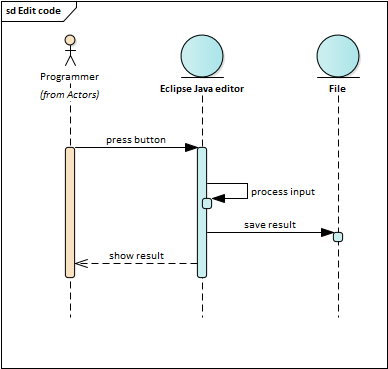 sd Edit code
Programmer
(from Actors)
Eclipse Java editor
File
press button
process input
save result
show result